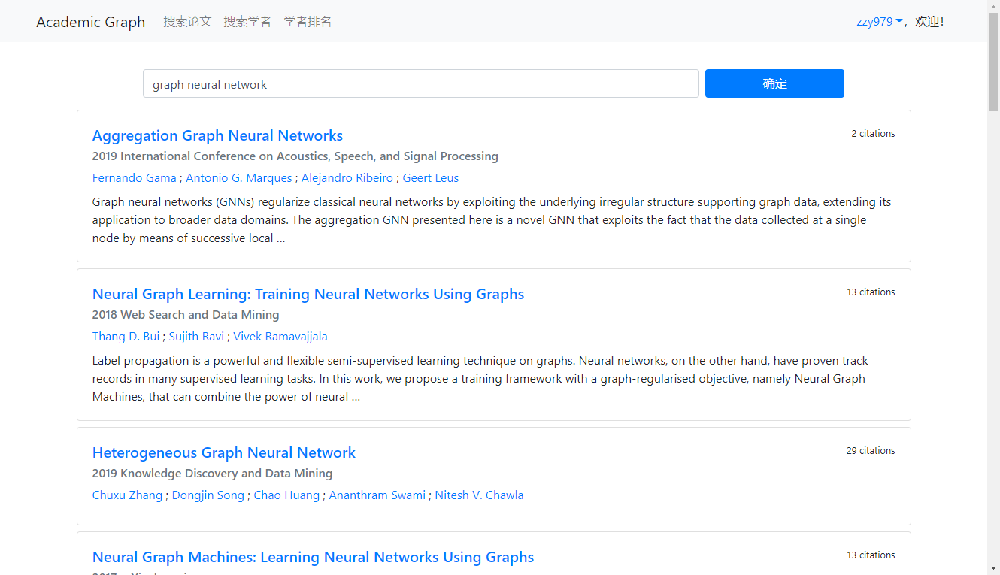 Academic Graph 搜索论文 搜索学者 学者排名 zzy979 ，欢迎！
graph neural network 确定
Aggregation Graph Neural Networks 2 citations
2019 International Conference on Acoustics, Speech, and Signal Processing
Fernando Gama ; Antonio G. Marques ; Alejandro Ribeiro ; Geert Leus
Graph neural networks (GNNs) regularize classical neural networks by exploiting the underlying irregular structure supporting graph data, extending its
application to broader data domains. The aggregation GNN presented here is a novel GNN that exploits the fact that the data collected at a single
node by means of successive local ...
Neural Graph Learning: Training Neural Networks Using Graphs 13 citations
2018 Web Search and Data Mining
Thang D. Bui ; Sujith Ravi ; Vivek Ramavajjala
Label propagation is a powerful and flexible semi-supervised learning technique on graphs. Neural networks, on the other hand, have proven track
records in many supervised learning tasks. In this work, we propose a training framework with a graph-regularised objective, namely Neural Graph
Machines, that can combine the power of neural ...
Heterogeneous Graph Neural Network 29 citations
2019 Knowledge Discovery and Data Mining
Chuxu Zhang ; Dongjin Song ; Chao Huang ; Ananthram Swami ; Nitesh V. Chawla
Neural Graph Machines: Learning Neural Networks Using Graphs 13 citations